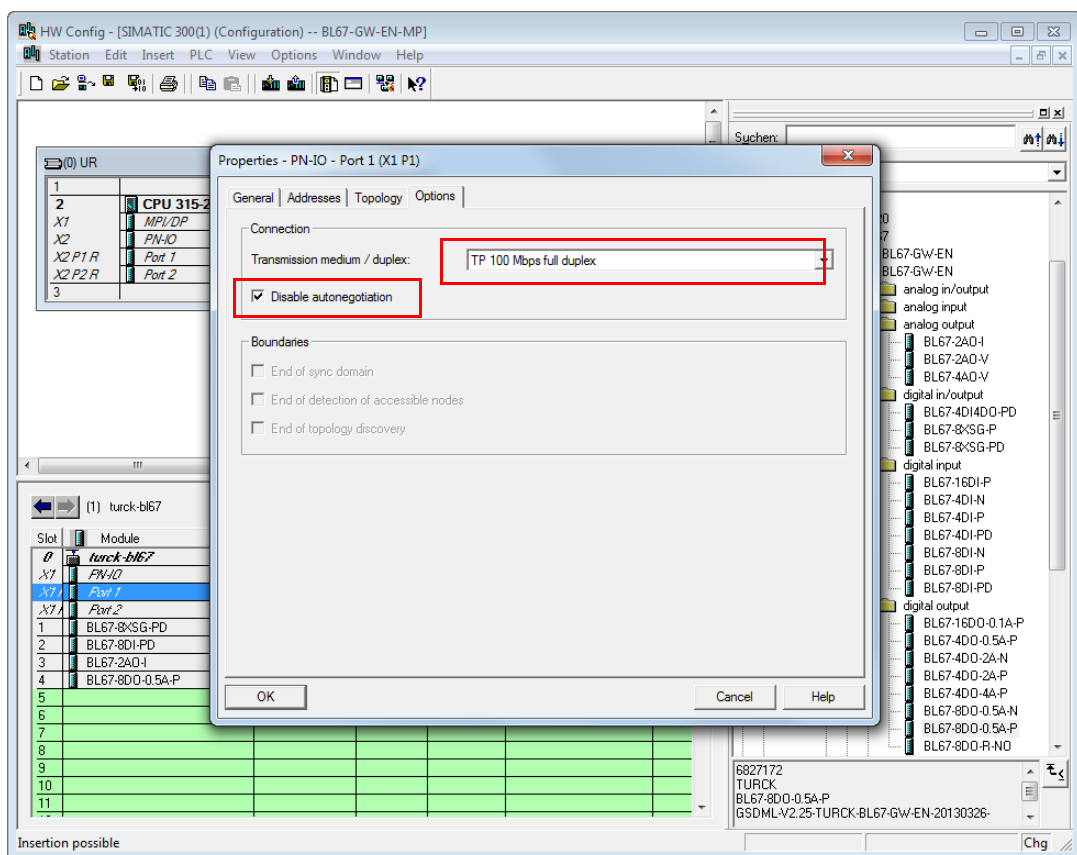 HW Config - [SIMATIC 300(1) (Configuration) -- BL67-GW-EN-MP]
Station Edit Insert PLC View Options Window Help
(0) UR
1
2 CPU 315-2
X1 MPI/DP
X2 PN-IO
X2 P1 R Port 1
X2 P2 R Port 2
3
Properties - PN-IO - Port 1 (X1 P1)
General Addresses Topology Options
Connection
Transmission medium / duplex: TP 100 Mbps full duplex
Disable autonegotiation
Boundaries
End of sync domain
End of detection of accessible nodes
End of topology discovery
OK Cancel Help
(1) turck-bl67
Slot Module
0 turck-bl67
X1 PN-IO
X1 Port 1
X1 Port 2
1 BL67-8XSG-PD
2 BL67-8DI-PD
3 BL67-2AO-I
4 BL67-8DO-0.5A-P
5
6
7
8
9
10
11
Suchen:
BL67-GW-EN
BL67-GW-EN
analog in/output
analog input
analog output
BL67-2AO-I
BL67-2AO-V
BL67-4AO-V
digital in/output
BL67-4DI4DO-PD
BL67-8XSG-P
BL67-8XSG-PD
digital input
BL67-16DI-P
BL67-4DI-N
BL67-4DI-P
BL67-4DI-PD
BL67-8DI-N
BL67-8DI-P
BL67-8DI-PD
digital output
BL67-16DO-0.1A-P
BL67-4DO-0.5A-P
BL67-4DO-2A-N
BL67-4DO-2A-P
BL67-4DO-4A-P
BL67-8DO-0.5A-N
BL67-8DO-0.5A-P
BL67-8DO-R-NO
6827172
TURCK
BL67-8DO-0.5A-P
GSDML-V2.25-TURCK-BL67-GW-EN-20130326-
Insertion possible
Chg